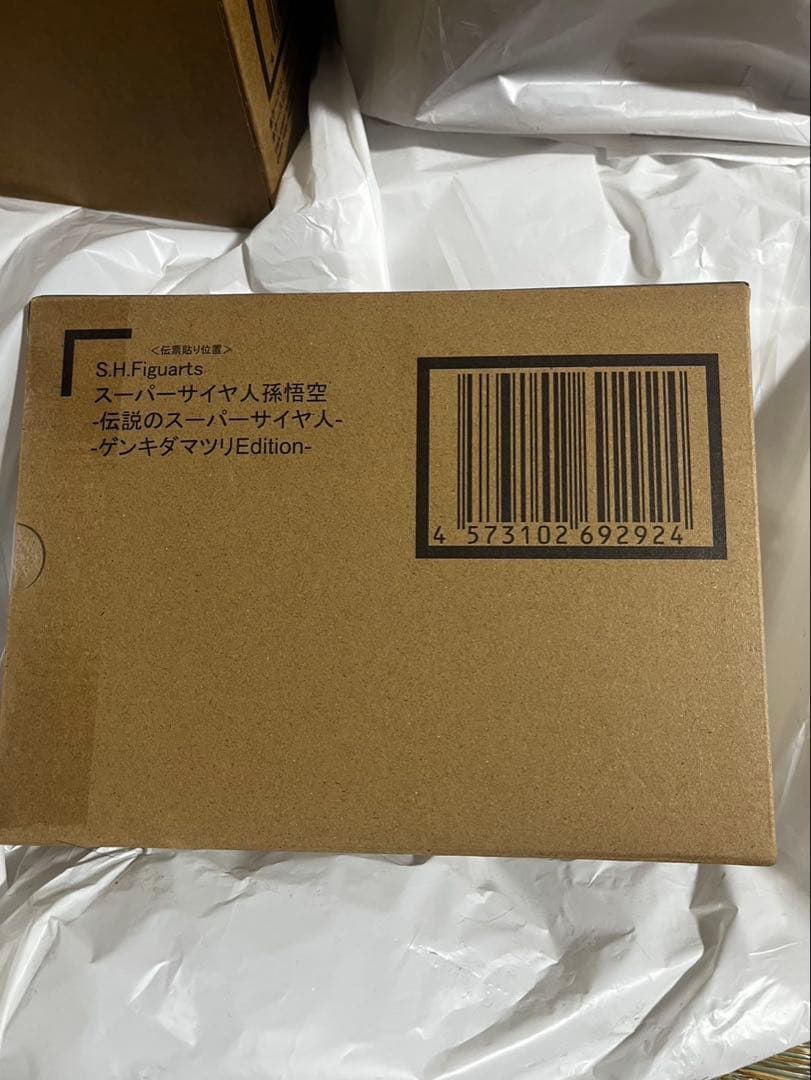 <伝票貼り位置>
S.H.Figuarts
スーパーサイヤ人孫悟空
-伝説のスーパーサイヤ人-
-ゲンキダマツリEdition-
4 573102 692924